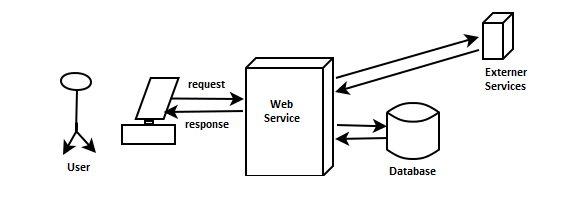 request
response
Web
Service
Externer
Services
User
Database